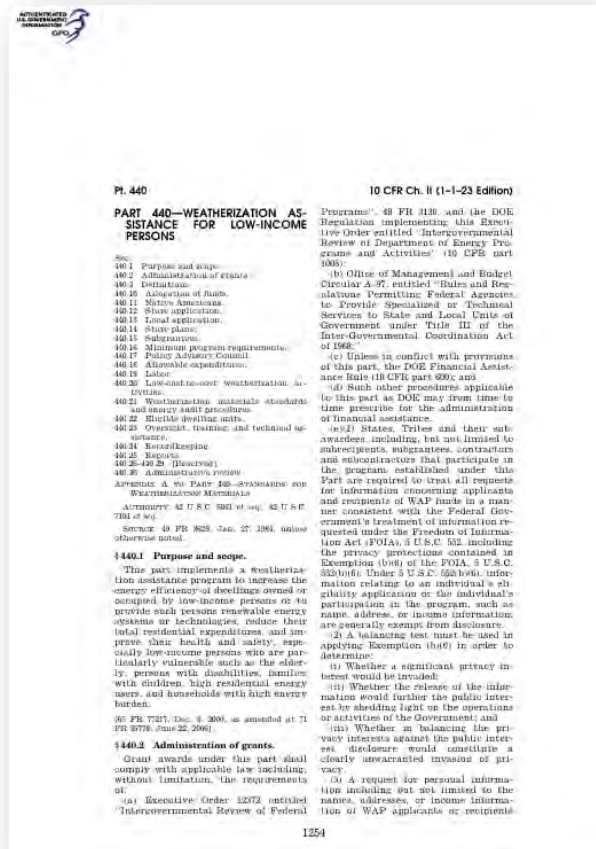 AUTHENTICATED
U.S. GOVERNMENT
INFORMATION
GPO
Pt. 440
10 CFR Ch. II (1–1–23 Edition)
PART 440—WEATHERIZATION AS-
SISTANCE FOR LOW-INCOME
PERSONS
Sec.
440.1 Purpose and scope.
440.2 Administration of grants.
440.3 Definitions.
440.10 Allocation of funds.
440.11 Native Americans.
440.12 State application.
440.13 Local application.
440.14 State plans.
440.15 Subgrantees.
440.16 Minimum program requirements.
440.17 Policy Advisory Council.
440.18 Allowable expenditures.
440.19 Labor.
440.20 Low-cost/no-cost weatherization ac-
tivities.
440.21 Weatherization materials standards
and energy audit procedures.
440.22 Eligible dwelling units.
440.23 Oversight, training, and technical as-
sistance.
440.24 Recordkeeping.
440.25 Reports.
440.26–440.29 [Reserved]
440.30 Administrative review.
APPENDIX A TO PART 440—STANDARDS FOR
WEATHERIZATION MATERIALS
AUTHORITY: 42 U.S.C. 6861 et seq.; 42 U.S.C.
7101 et seq.
SOURCE: 49 FR 3629, Jan. 27, 1984, unless
otherwise noted.
§ 440.1 Purpose and scope.
This part implements a weatheriza-
tion assistance program to increase the
energy efficiency of dwellings owned or
occupied by low-income persons or to
provide such persons renewable energy
systems or technologies, reduce their
total residential expenditures, and im-
prove their health and safety, espe-
cially low-income persons who are par-
ticularly vulnerable such as the elder-
ly, persons with disabilities, families
with children, high residential energy
users, and households with high energy
burden.
[65 FR 77217, Dec. 8, 2000, as amended at 71
FR 35778, June 22, 2006]
§ 440.2 Administration of grants.
Grant awards under this part shall
comply with applicable law including,
without limitation, the requirements
of:
(a) Executive Order 12372 entitled
"Intergovernmental Review of Federal
Programs", 48 FR 3130, and the DOE
Regulation implementing this Execu-
tive Order entitled "Intergovernmental
Review of Department of Energy Pro-
grams and Activities" (10 CFR part
1005);
(b) Office of Management and Budget
Circular A–97, entitled "Rules and Reg-
ulations Permitting Federal Agencies
to Provide Specialized or Technical
Services to State and Local Units of
Government under Title III of the
Inter-Governmental Coordination Act
of 1968;"
(c) Unless in conflict with provisions
of this part, the DOE Financial Assist-
ance Rule (10 CFR part 600); and
(d) Such other procedures applicable
to this part as DOE may from time to
time prescribe for the administration
of financial assistance.
(e)(1) States, Tribes and their sub-
awardees, including, but not limited to
subrecipients, subgrantees, contractors
and subcontractors that participate in
the program established under this
Part are required to treat all requests
for information concerning applicants
and recipients of WAP funds in a man-
ner consistent with the Federal Gov-
ernment's treatment of information re-
quested under the Freedom of Informa-
tion Act (FOIA), 5 U.S.C. 552, including
the privacy protections contained in
Exemption (b)(6) of the FOIA, 5 U.S.C.
552(b)(6). Under 5 U.S.C. 552(b)(6), infor-
mation relating to an individual's eli-
gibility application or the individual's
participation in the program, such as
name, address, or income information,
are generally exempt from disclosure.
(2) A balancing test must be used in
applying Exemption (b)(6) in order to
determine:
(i) Whether a significant privacy in-
terest would be invaded;
(ii) Whether the release of the infor-
mation would further the public inter-
est by shedding light on the operations
or activities of the Government; and
(iii) Whether in balancing the pri-
vacy interests against the public inter-
est, disclosure would constitute a
clearly unwarranted invasion of pri-
vacy.
(3) A request for personal informa-
tion including but not limited to the
names, addresses, or income informa-
tion of WAP applicants or recipients
1254